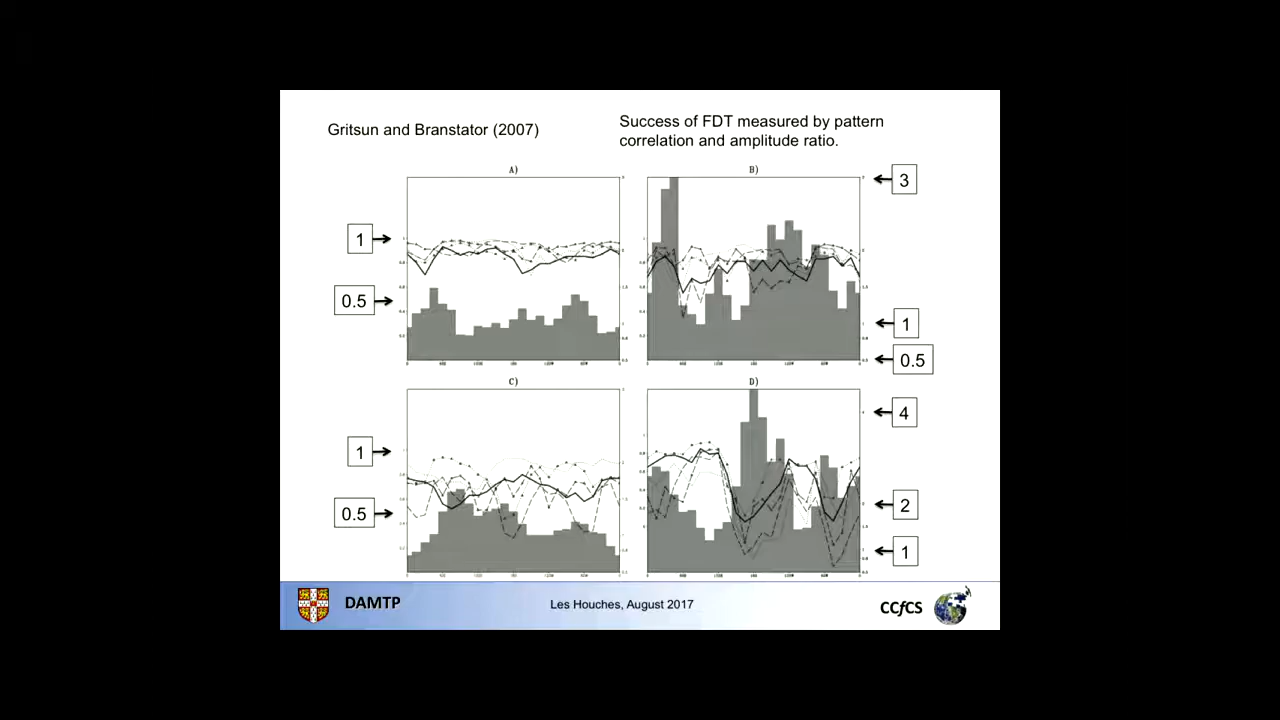 Gritsun and Branstator (2007)
Success of FDT measured by pattern
correlation and amplitude ratio.
A)
B)
1
0.5
3
1
0.5
C)
D)
1
0.5
4
2
1
DAMTP
Les Houches, August 2017
CCfCS